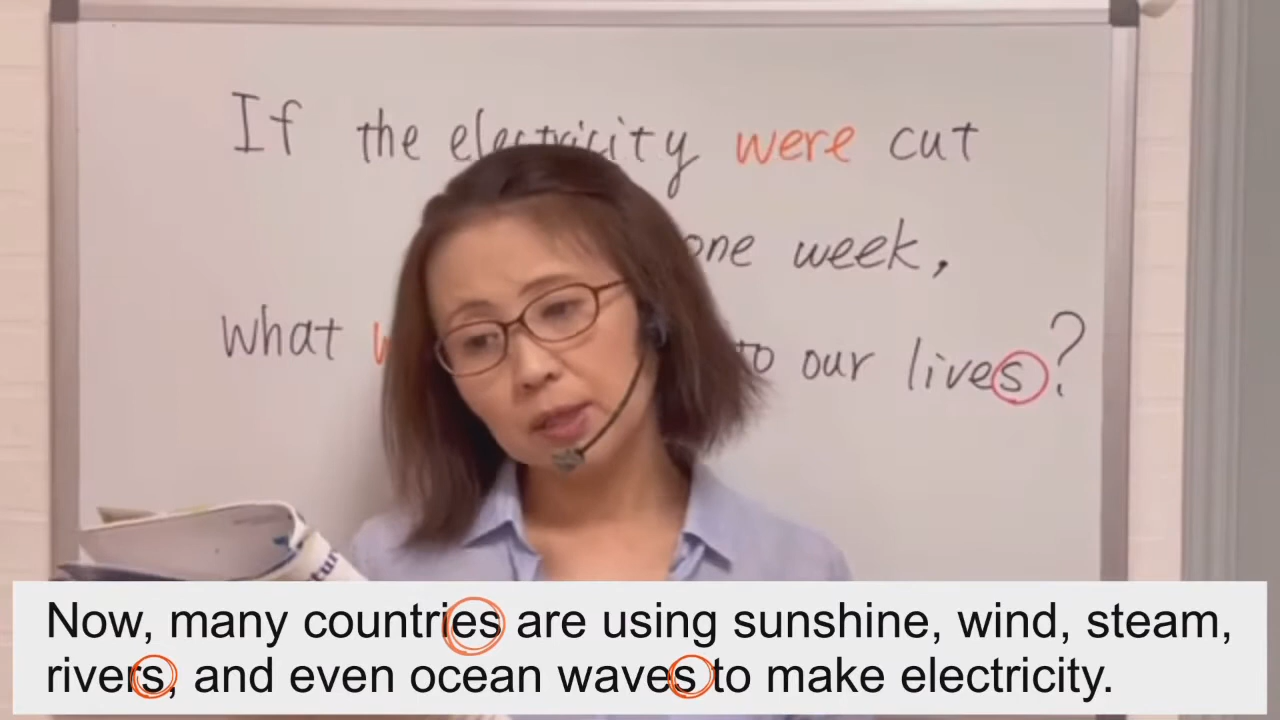 If the electricity were cut
one week,
what to our lives?
Now, many countries are using sunshine, wind, steam,
rivers, and even ocean waves to make electricity.